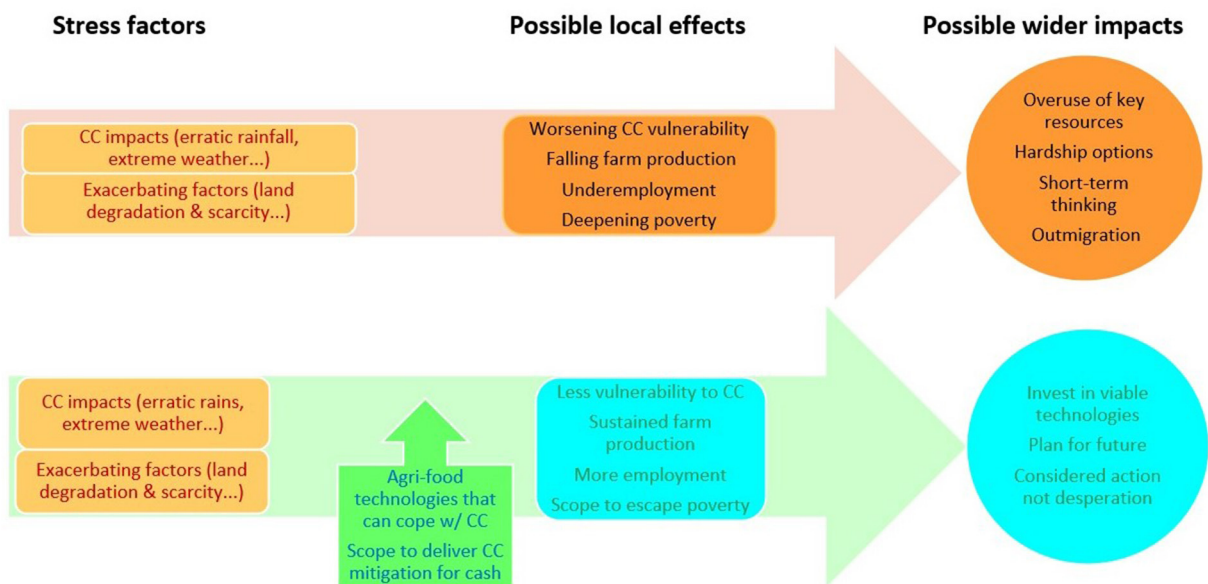 Stress factors
Possible local effects
Possible wider impacts
CC impacts (erratic rainfall,
extreme weather...)
Exacerbating factors (land
degradation & scarcity...)
Worsening CC vulnerability
Falling farm production
Underemployment
Deepening poverty
Overuse of key
resources
Hardship options
Short-term
thinking
Outmigration
CC impacts (erratic rains,
extreme weather...)
Exacerbating factors (land
degradation & scarcity...)
Agri-food
technologies that
can cope w/ CC
Scope to deliver CC
mitigation for cash
Less vulnerability to CC
Sustained farm
production
More employment
Scope to escape poverty
Invest in viable
technologies
Plan for future
Considered action
not desperation